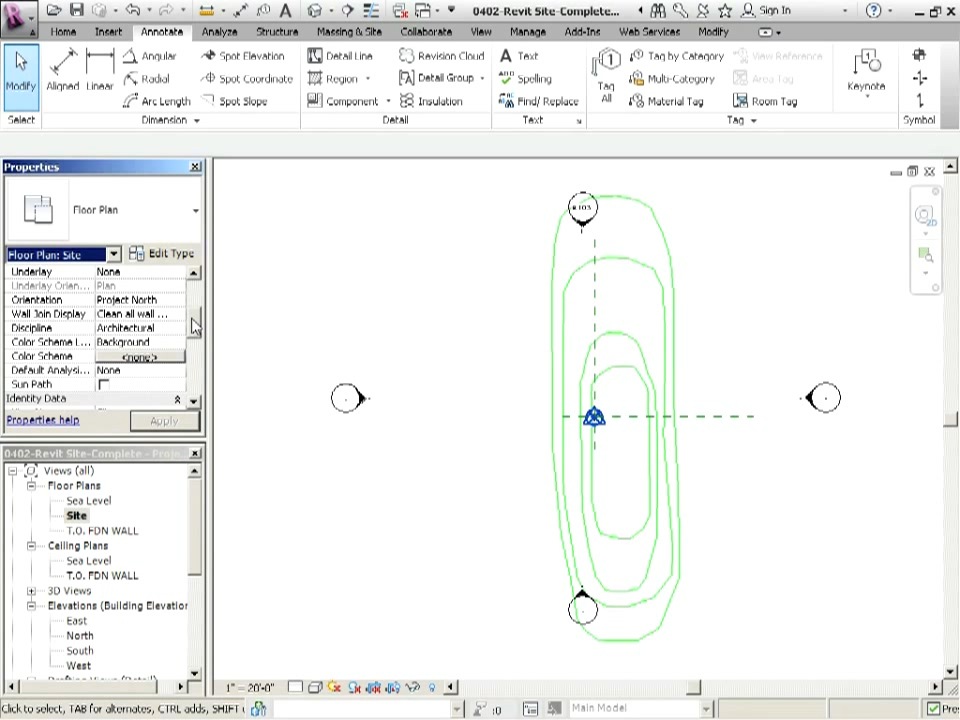 0402-Revit Site-Complete... Sign In
Home Insert Annotate Analyze Structure Massing & Site Collaborate View Manage Add-Ins Web Services Modify
Modify
Aligned Linear
Angular
Radial
Arc Length
Spot Elevation
Spot Coordinate
Spot Slope
Detail Line
Region
Component
Revision Cloud
Detail Group
Insulation
Text
Spelling
Find/ Replace
Tag All
Tag by Category
Multi-Category
Material Tag
View Reference
Area Tag
Room Tag
Keynote
Select Dimension Detail Text Tag Symbol
Properties
Floor Plan
Floor Plan: Site Edit Type
Underlay None
Underlay Orien... Plan
Orientation Project North
Wall Join Display Clean all wall ...
Discipline Architectural
Color Scheme L... Background
Color Scheme <none>
Default Analysi... None
Sun Path
Identity Data
Properties help Apply
0402-Revit Site-Complete - Proje...
Views (all)
Floor Plans
Sea Level
Site
T.O. FDN WALL
Ceiling Plans
Sea Level
T.O. FDN WALL
3D Views
Elevations (Building Elevation
East
North
South
West
2D
1" = 20'-0"
Click to select, TAB for alternates, CTRL adds, SHIFT
:0 Main Model Pre